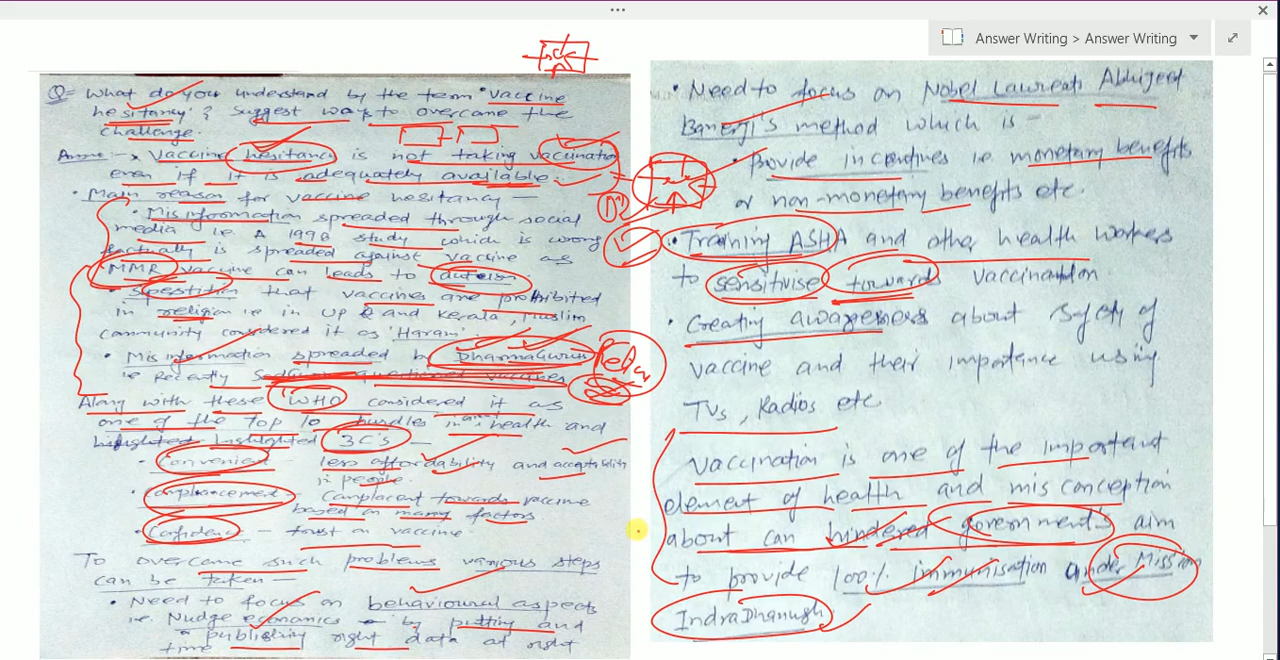 Answer Writing > Answer Writing
Q= What do you understand by the term "Vaccine
hesitancy"? Suggest ways to overcome the
challenge.
Answer:- Vaccine hesitancy is not taking vaccination
even if it is adequately available.
• Main reason for vaccine hesitancy —
• Misinformation spreaded through social
media i.e. A 1998 study which is wrong
factually is spreaded against vaccine as
MMR vaccine can leads to autism
• Supestition that vaccines are prohibited
in religion i.e in UP & Kerala, Muslim
community considered it as 'Haram'.
• Misinformation spreaded by DharmaGurus
i.e Recently questioned vaccines
Along with these WHO considered it as
one of the top 10 hurdles in health and
highlighted 3C's —
• Convenience — less affordability and
in people.
• Complancement — Complacent towards vaccine
based on many factors
• Confidence — trust on vaccine.
To overcome such problems various steps
can be taken —
• Need to focus on behavioural aspects
i.e. Nudge economics — by putting and
publishing right data at right
time
• Need to focus on Nobel Laureate Abhijeet
Banerji's method which is —
• Provide incentives i.e monetary benefits
or non-monetary benefits etc.
• Training ASHA and other health workers
to sensitivise towards vaccination
• Creating awareness about safety of
vaccine and their importance using
TVs, Radios etc
Vaccination is one of the important
element of health and mis conception
about can hindered government's aim
to provide 100% immunisation under Mission
IndraDhanush